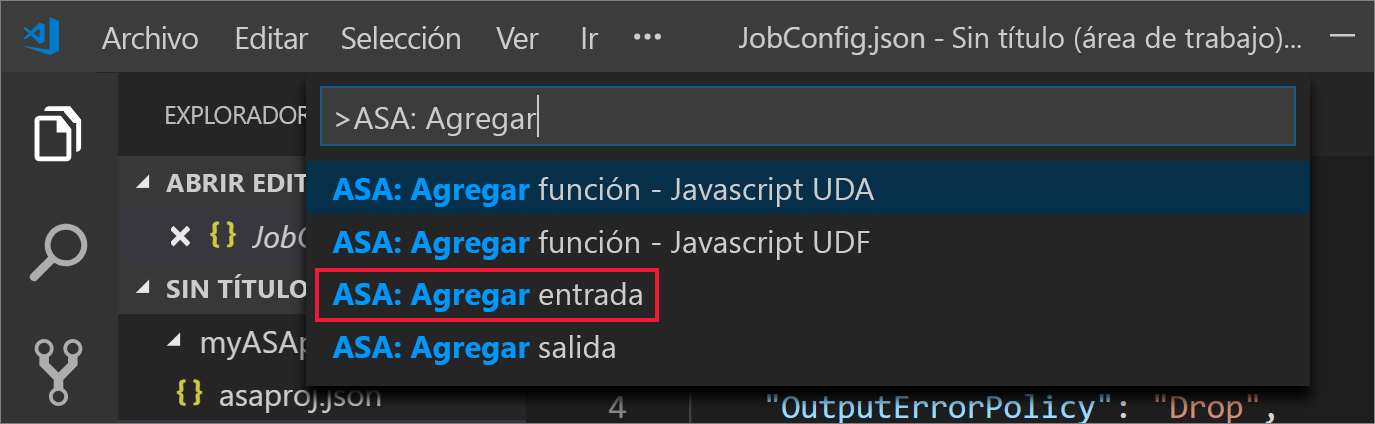 Archivo Editar Selección Ver Ir ··· JobConfig.json - Sin título (área de trabajo)...
EXPLORADOR
>ASA: Agregar
ABRIR EDIT
ASA: Agregar función - Javascript UDA
{} JobC
ASA: Agregar función - Javascript UDF
SIN TÍTULO
ASA: Agregar entrada
myASAp
ASA: Agregar salida
{} asaproj.json
4 "OutputErrorPolicy": "Drop",